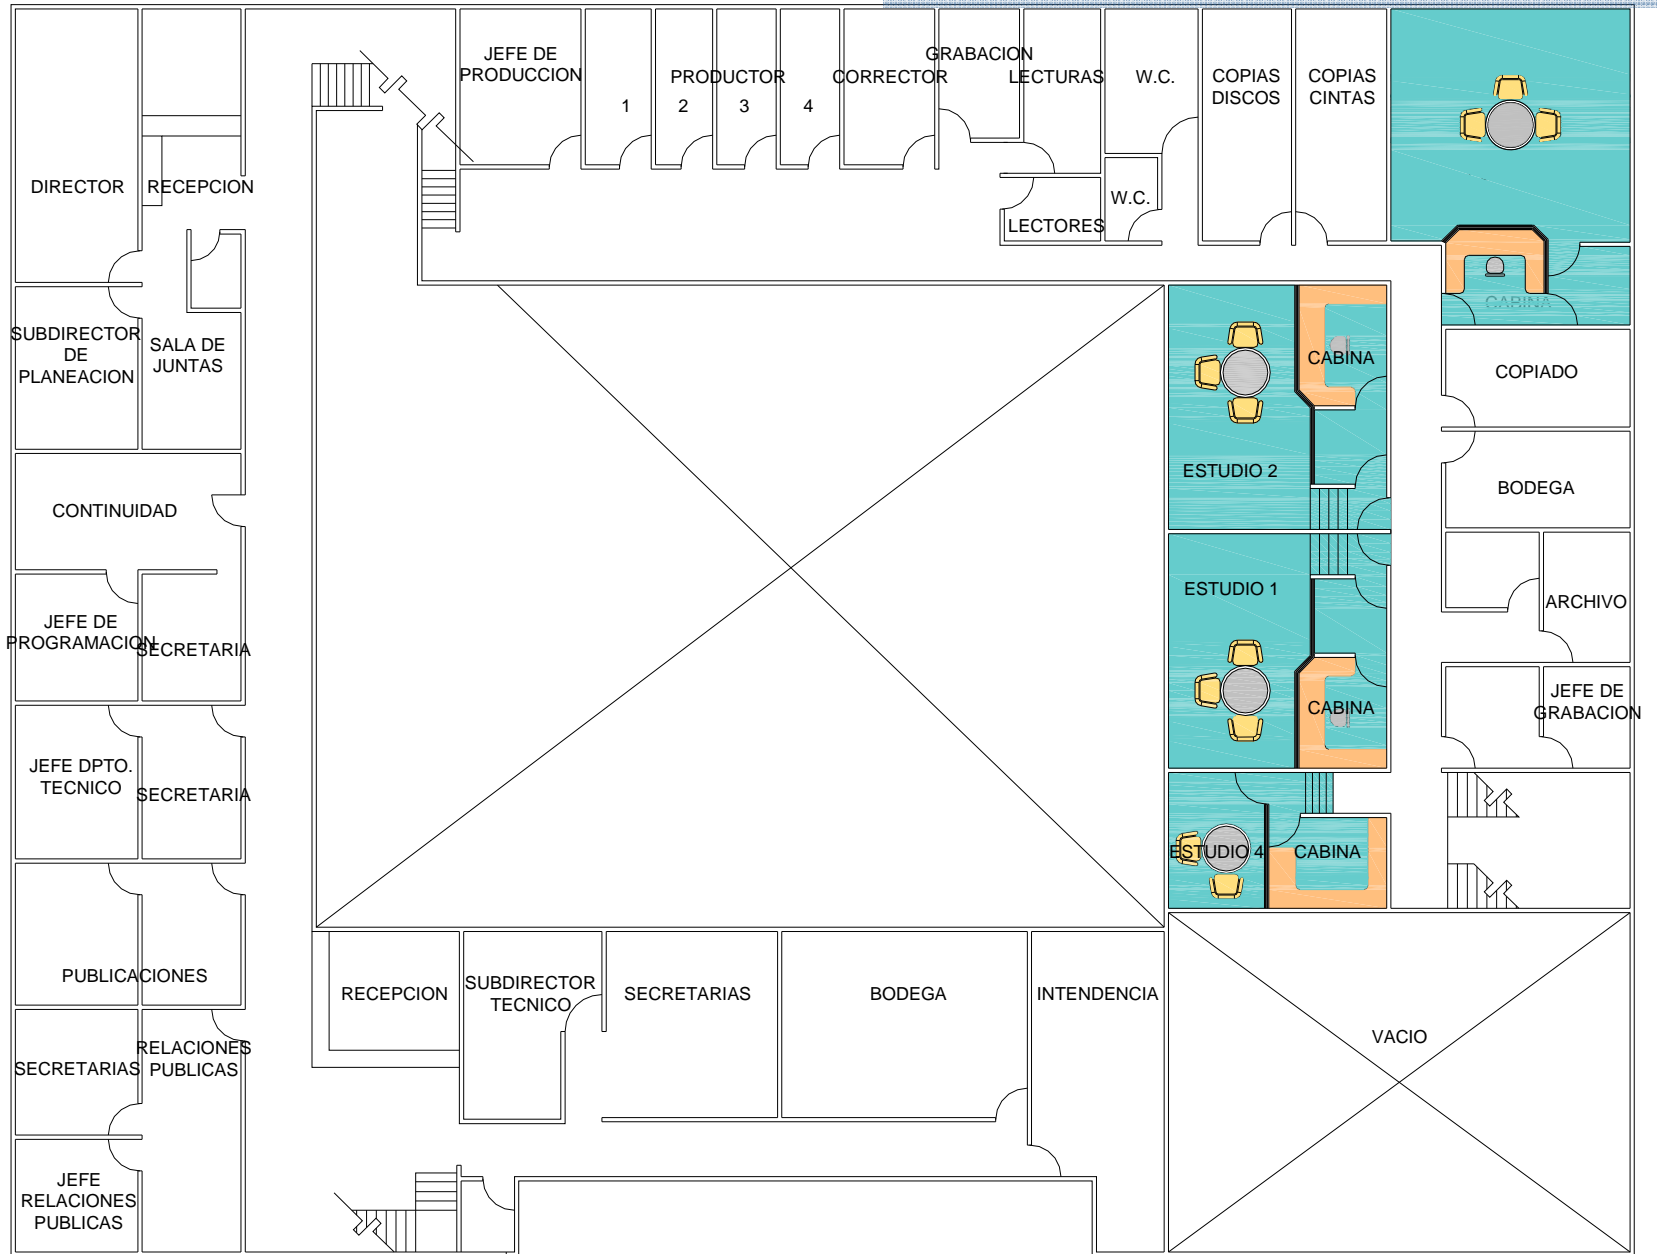 JEFE DE
PRODUCCION
PRODUCTOR
1
2
3
4
CORRECTOR
GRABACION
LECTURAS
W.C.
COPIAS
DISCOS
COPIAS
CINTAS
DIRECTOR
RECEPCION
W.C.
LECTORES
CABINA
SUBDIRECTOR
DE
PLANEACION
SALA DE
JUNTAS
CABINA
COPIADO
ESTUDIO 2
BODEGA
CONTINUIDAD
ESTUDIO 1
ARCHIVO
JEFE DE
PROGRAMACION
SECRETARIA
CABINA
JEFE DE
GRABACION
JEFE DPTO.
TECNICO
SECRETARIA
ESTUDIO 4
CABINA
PUBLICACIONES
RECEPCION
SUBDIRECTOR
TECNICO
SECRETARIAS
BODEGA
INTENDENCIA
VACIO
SECRETARIAS
RELACIONES
PUBLICAS
JEFE
RELACIONES
PUBLICAS